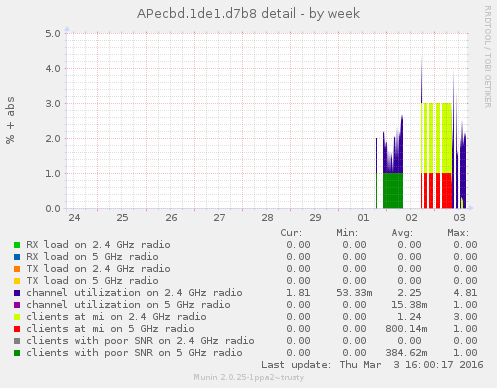 APecbd.1de1.d7b8 detail - by week
RRDTOOL / TOBI OETIKER
% + abs
5.0
4.0
3.0
2.0
1.0
0.0
24 25 26 27 28 29 01 02 03
Cur: Min: Avg: Max:
RX load on 2.4 GHz radio 0.00 0.00 0.00 0.00
RX load on 5 GHz radio 0.00 0.00 0.00 0.00
TX load on 2.4 GHz radio 0.00 0.00 0.00 0.00
TX load on 5 GHz radio 0.00 0.00 0.00 0.00
channel utilization on 2.4 GHz radio 1.81 53.33m 2.25 4.81
channel utilization on 5 GHz radio 0.00 0.00 15.38m 1.00
clients at mi on 2.4 GHz radio 0.00 0.00 1.24 3.00
clients at mi on 5 GHz radio 0.00 0.00 800.14m 1.00
clients with poor SNR on 2.4 GHz radio 0.00 0.00 0.00 0.00
clients with poor SNR on 5 GHz radio 0.00 0.00 384.62m 1.00
Last update: Thu Mar 3 16:00:17 2016
Munin 2.0.25-1ppa2~trusty